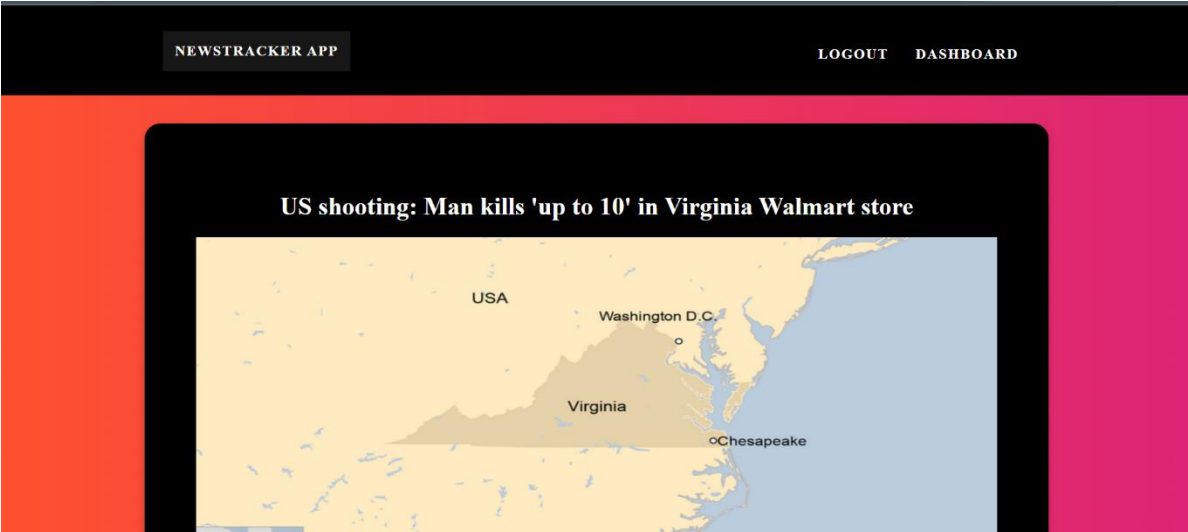 NEWSTRACKER APP
LOGOUT DASHBOARD
US shooting: Man kills 'up to 10' in Virginia Walmart store
USA
Washington D.C.
Virginia
Chesapeake